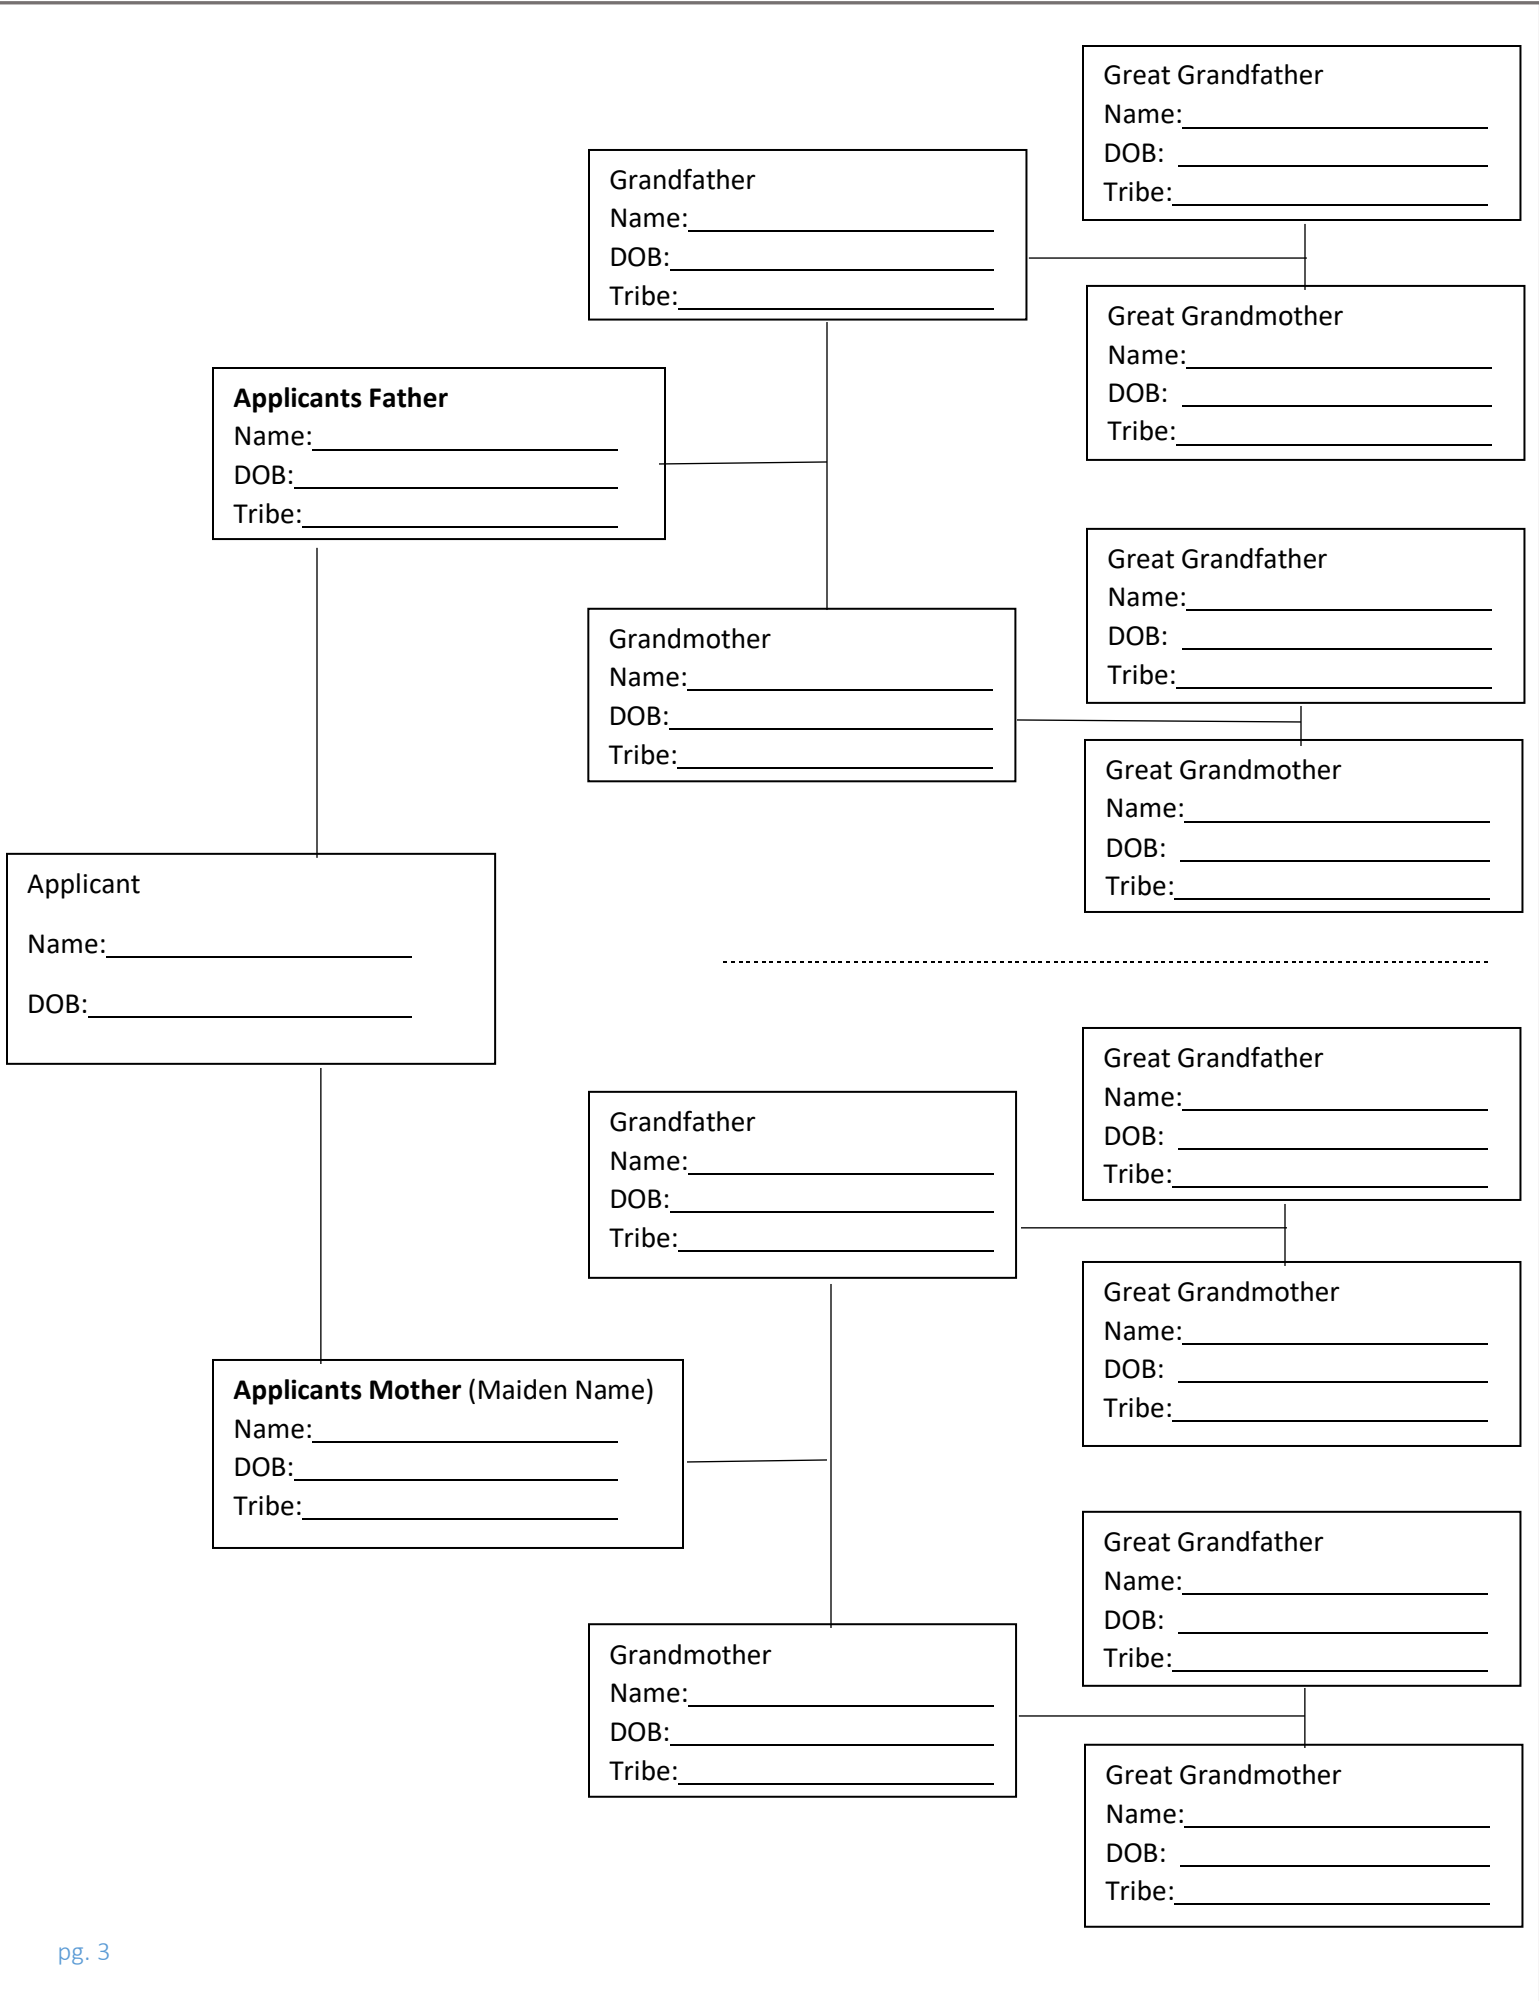 Great Grandfather
Name:
DOB:
Tribe:
Grandfather
Name:
DOB:
Tribe:
Great Grandmother
Name:
DOB:
Tribe:
Applicants Father
Name:
DOB:
Tribe:
Great Grandfather
Name:
DOB:
Tribe:
Grandmother
Name:
DOB:
Tribe:
Great Grandmother
Name:
DOB:
Tribe:
Applicant
Name:
DOB:
Great Grandfather
Name:
DOB:
Tribe:
Grandfather
Name:
DOB:
Tribe:
Great Grandmother
Name:
DOB:
Tribe:
Applicants Mother (Maiden Name)
Name:
DOB:
Tribe:
Great Grandfather
Name:
DOB:
Tribe:
Grandmother
Name:
DOB:
Tribe:
Great Grandmother
Name:
DOB:
Tribe:
pg. 3